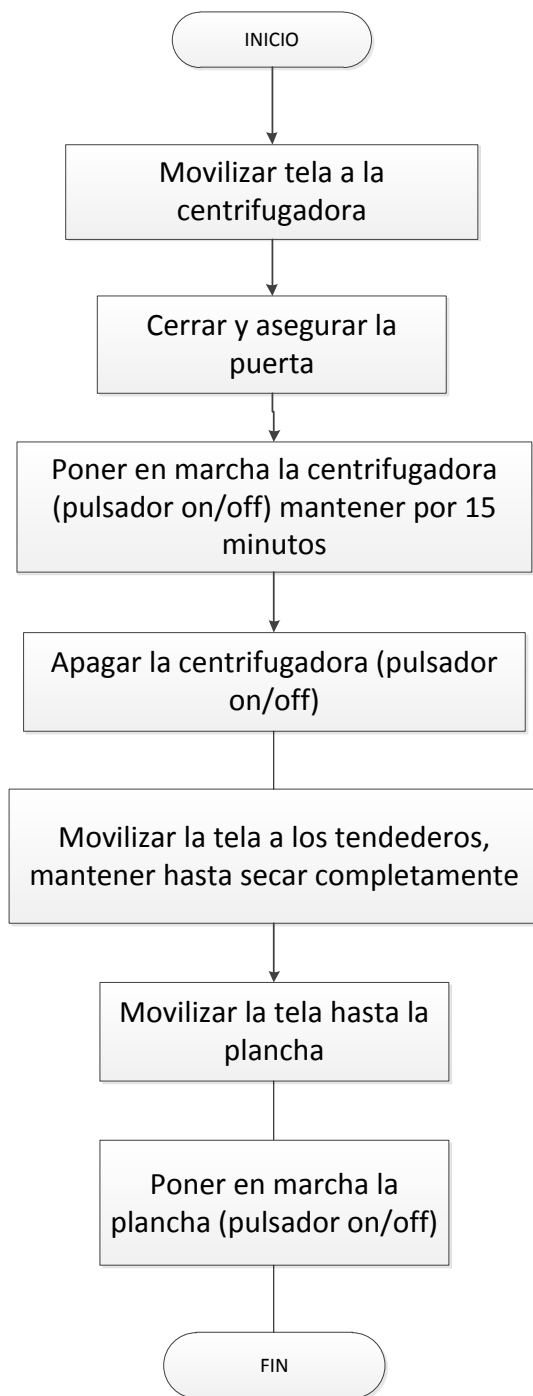 INICIO
Movilizar tela a la
centrifugadora
Cerrar y asegurar la
puerta
Poner en marcha la centrifugadora
(pulsador on/off) mantener por 15
minutos
Apagar la centrifugadora (pulsador
on/off)
Movilizar la tela a los tendederos,
mantener hasta secar completamente
Movilizar la tela hasta la
plancha
Poner en marcha la
plancha (pulsador on/off)
FIN